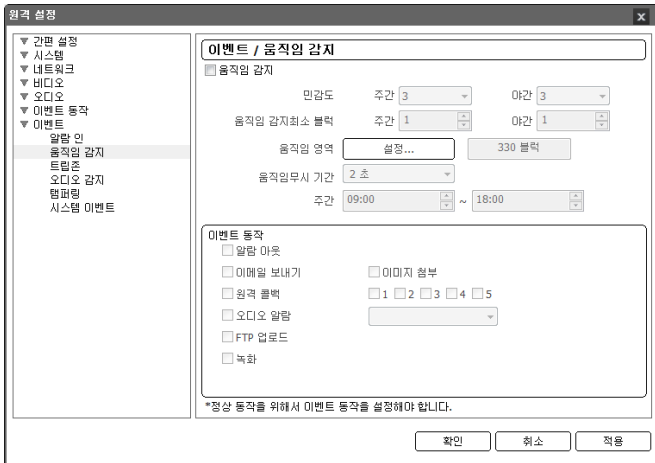 원격 설정
간편 설정
시스템
네트워크
비디오
오디오
이벤트 동작
이벤트
알람 인
움직임 감지
트립존
오디오 감지
탬퍼링
시스템 이벤트
이벤트 / 움직임 감지
움직임 감지
민감도 주간 3 야간 3
움직임 감지최소 블럭 주간 1 야간 1
움직임 영역 설정... 330 블럭
움직임무시 기간 2 초
주간 09:00 ~ 18:00
이벤트 동작
알람 아웃
이메일 보내기 이미지 첨부
원격 콜백 1 2 3 4 5
오디오 알람
FTP 업로드
녹화
*정상 동작을 위해서 이벤트 동작을 설정해야 합니다.
확인 취소 적용